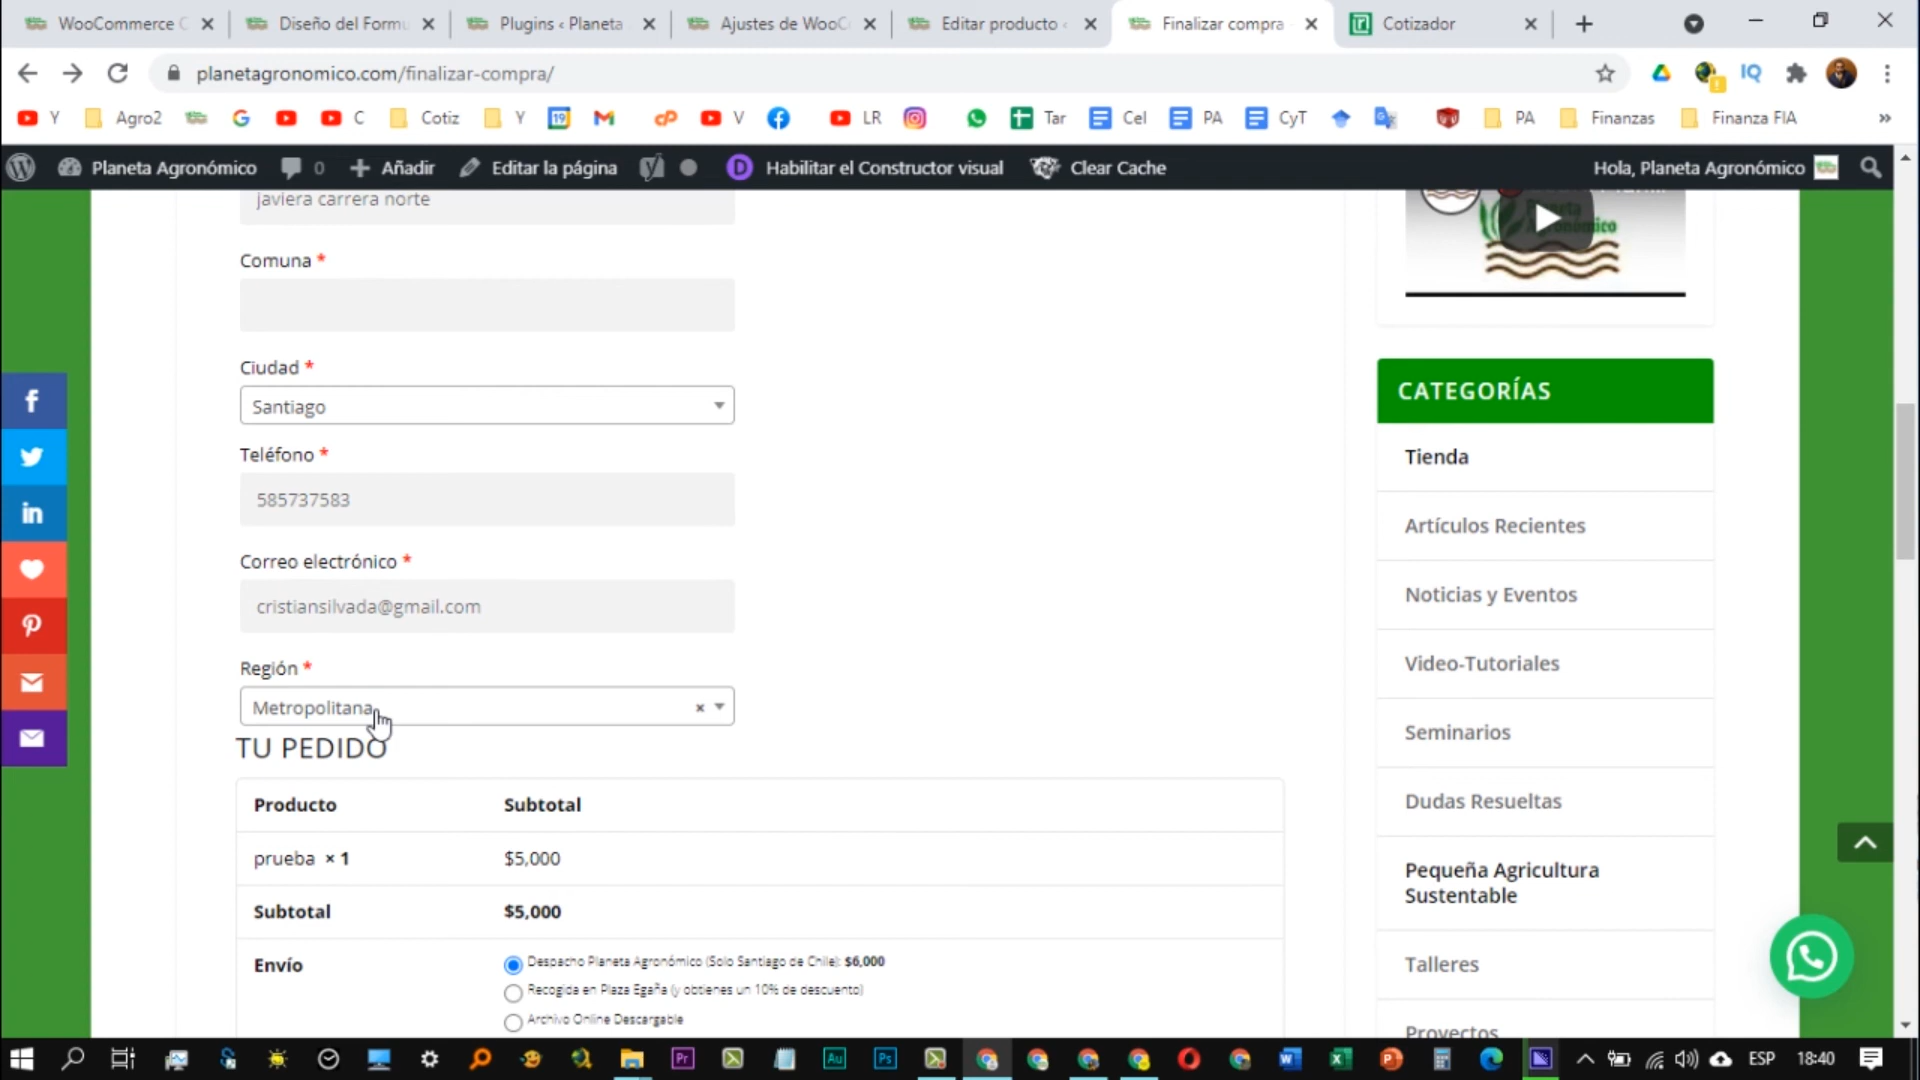 WooCommerce C
Diseño del Formu
Plugins ‹ Planeta
Ajustes de WooC
Editar producto ‹
Finalizar compra
Cotizador
planetagronomico.com/finalizar-compra/
Y
Agro2
C
Cotiz
Y
19
V
LR
Tar
Cel
PA
CyT
PA
Finanzas
Finanza FIA
»
Planeta Agronómico
0
Añadir
Editar la página
Habilitar el Constructor visual
Clear Cache
Hola, Planeta Agronómico
javiera carrera norte
Comuna *
Ciudad *
Santiago
Teléfono *
585737583
Correo electrónico *
cristiansilvada@gmail.com
Región *
Metropolitana
TU PEDIDO
Producto
Subtotal
prueba × 1
$5,000
Subtotal
$5,000
Envío
Despacho Planeta Agronómico (Solo Santiago de Chile): $6,000
Recogida en Plaza Egaña (y obtienes un 10% de descuento)
Archivo Online Descargable
Planeta
CATEGORÍAS
Tienda
Artículos Recientes
Noticias y Eventos
Video-Tutoriales
Seminarios
Dudas Resueltas
Pequeña Agricultura
Sustentable
Talleres
Proyectos
ESP
18:40